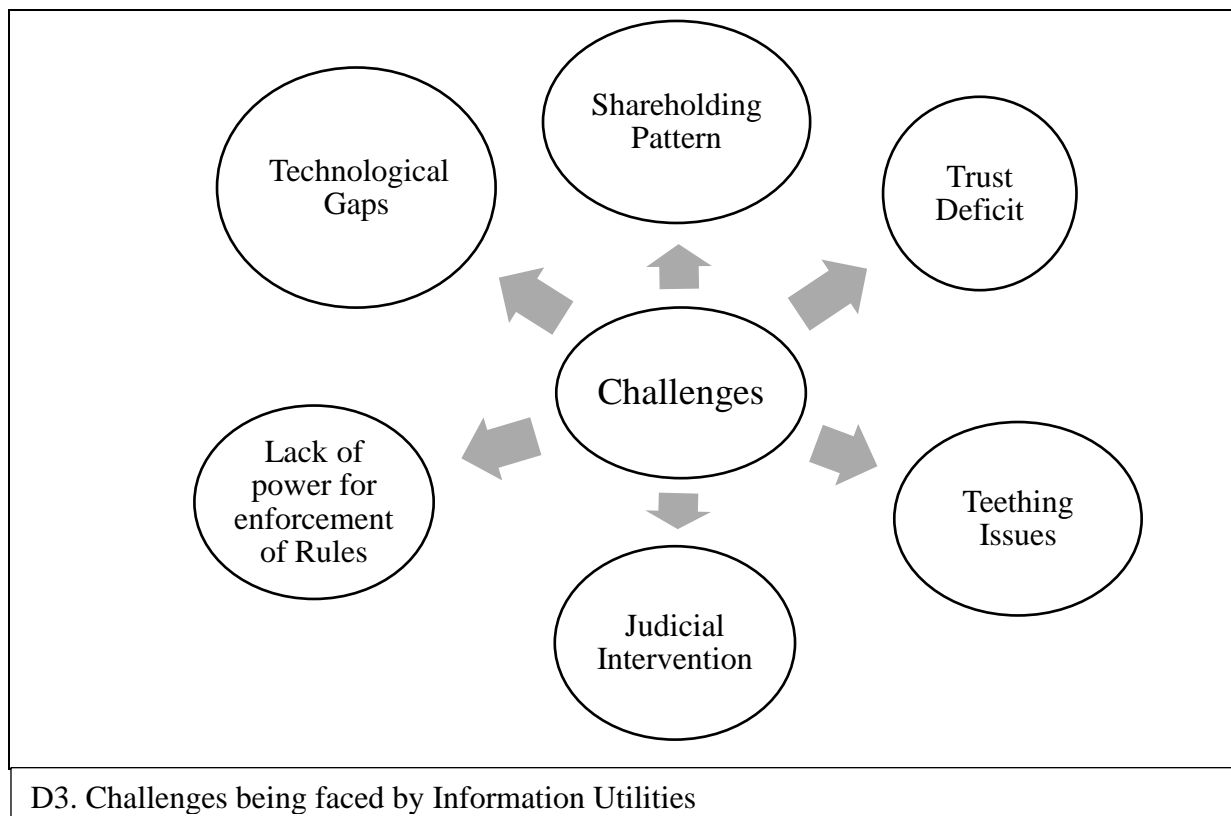 Shareholding
Pattern
Technological
Gaps
Trust
Deficit
Challenges
Lack of
power for
enforcement
of Rules
Teething
Issues
Judicial
Intervention
D3. Challenges being faced by Information Utilities